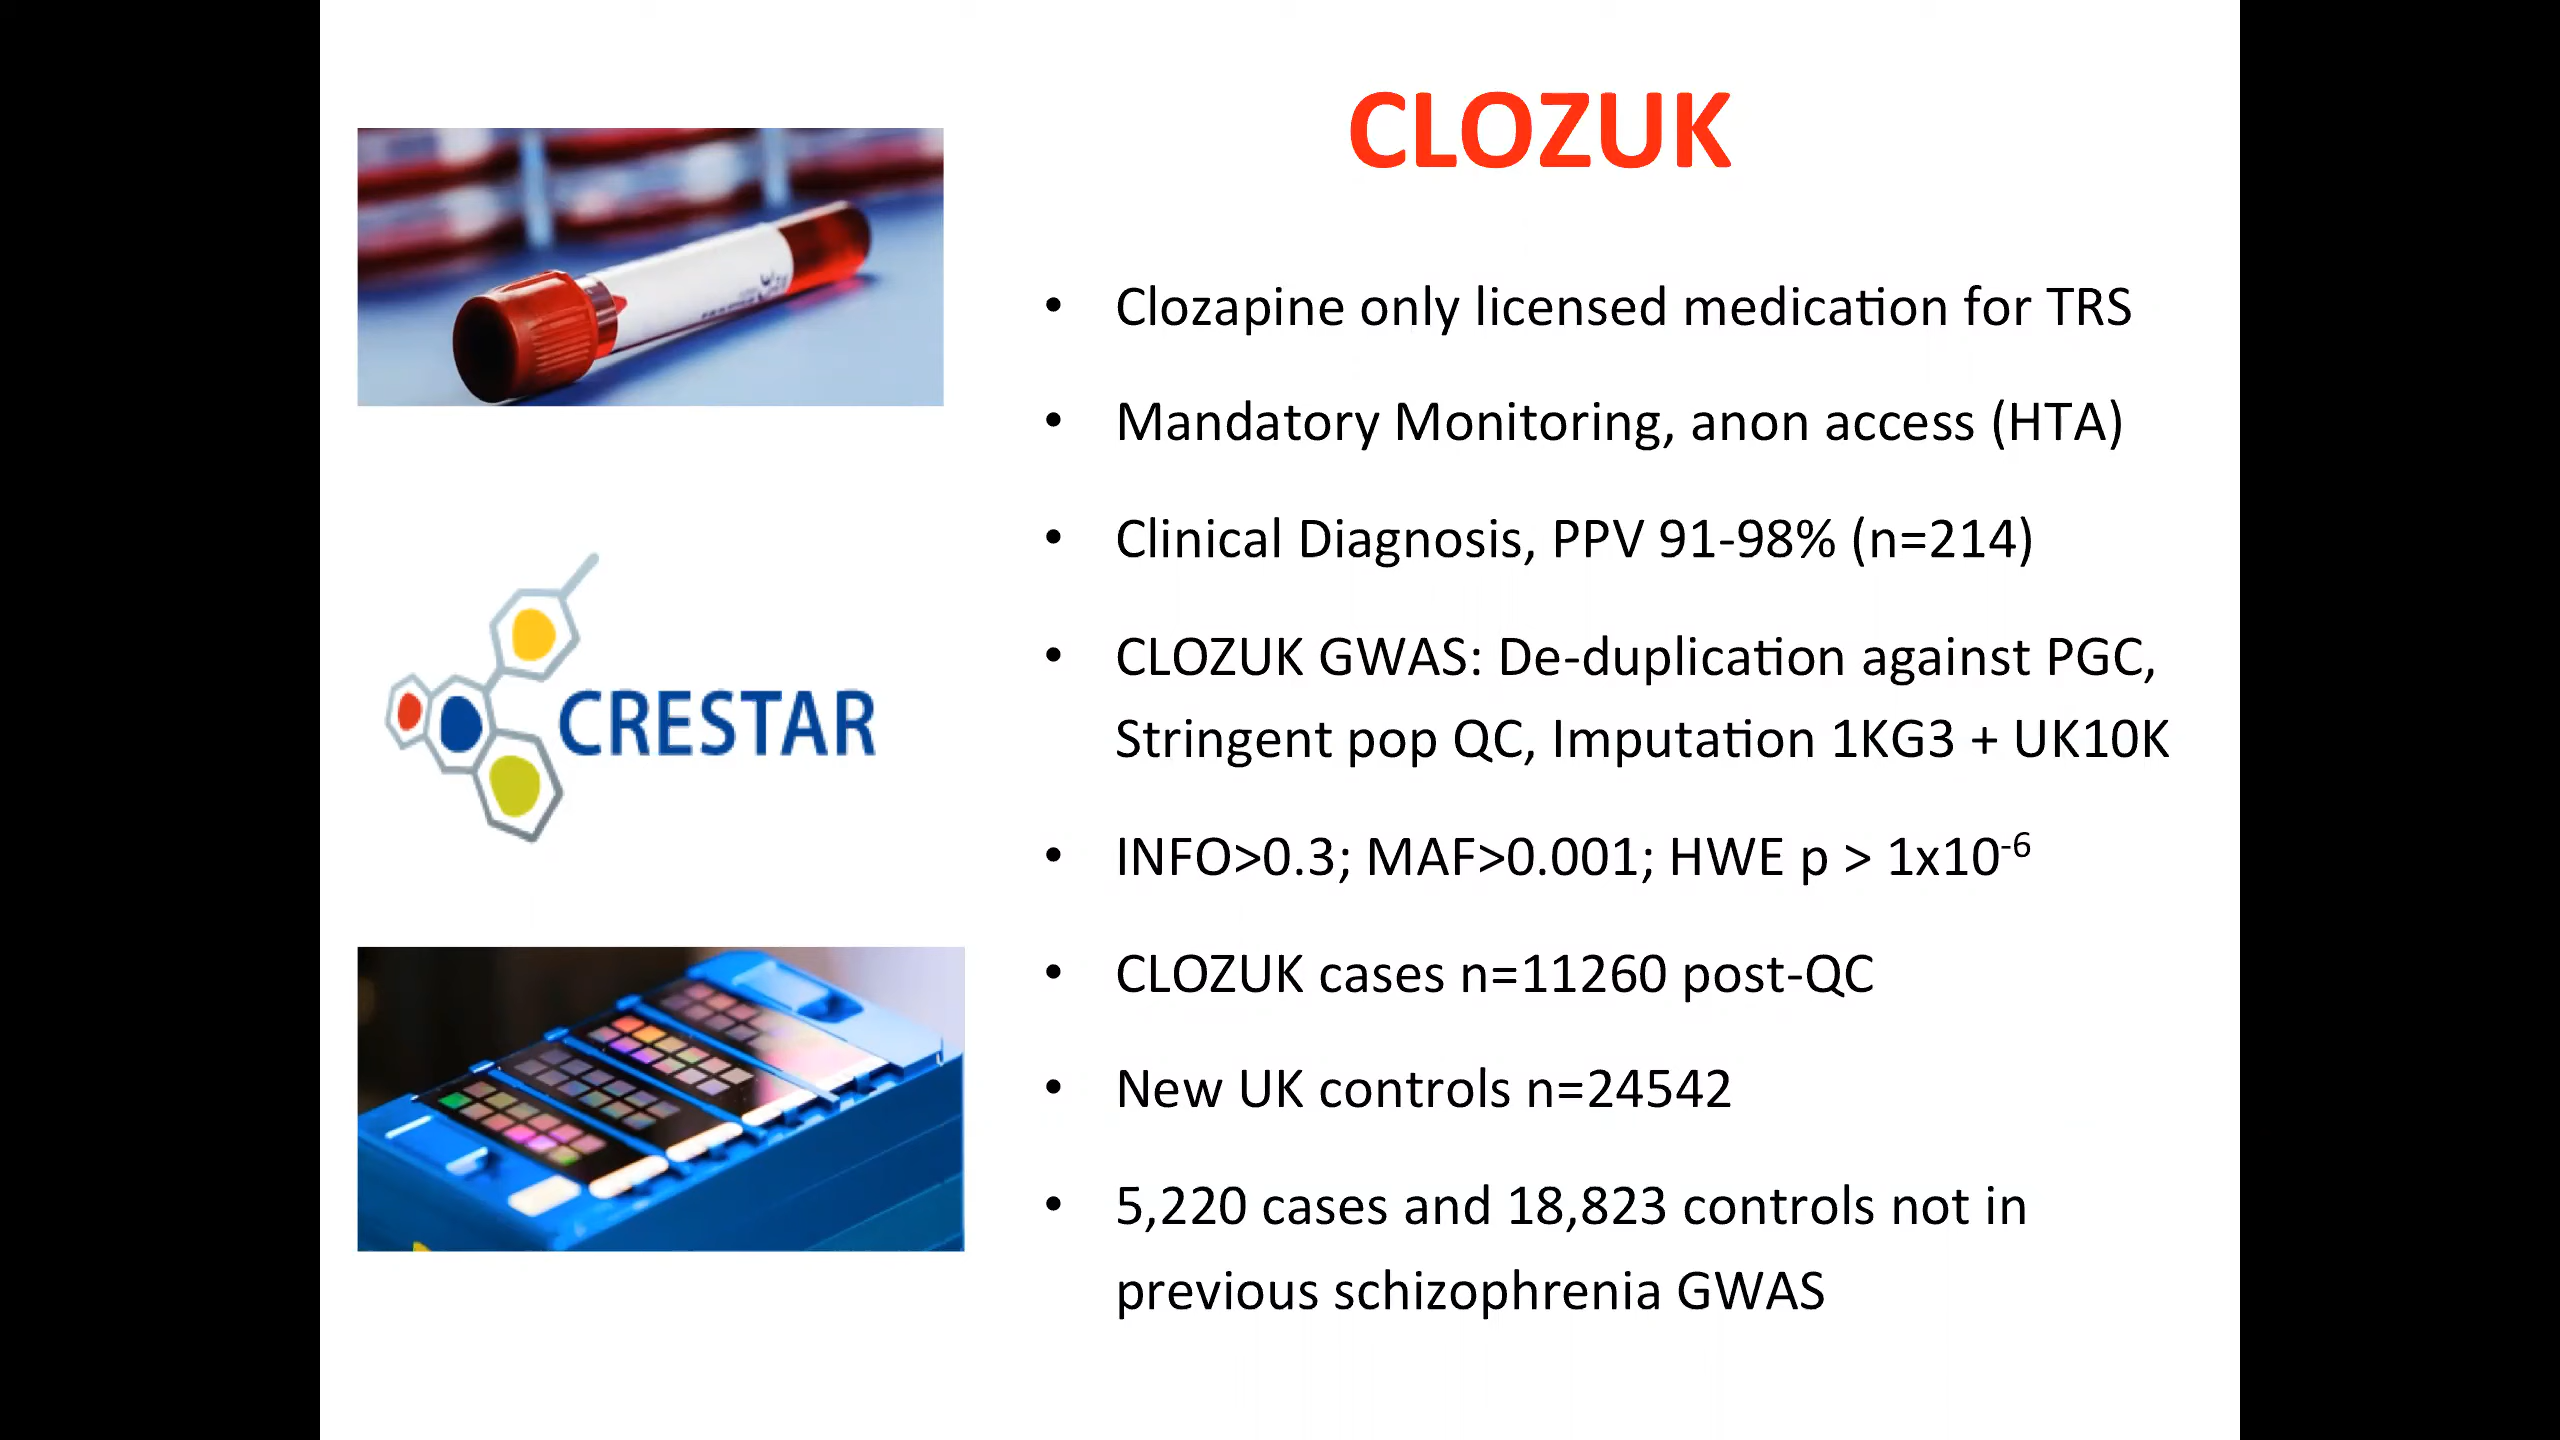 CLOZUK
• Clozapine only licensed medication for TRS
• Mandatory Monitoring, anon access (HTA)
• Clinical Diagnosis, PPV 91-98% (n=214)
• CLOZUK GWAS: De-duplication against PGC,
Stringent pop QC, Imputation 1KG3 + UK10K
• INFO>0.3; MAF>0.001; HWE p > 1x10⁻⁶
• CLOZUK cases n=11260 post-QC
• New UK controls n=24542
• 5,220 cases and 18,823 controls not in
previous schizophrenia GWAS
CRESTAR